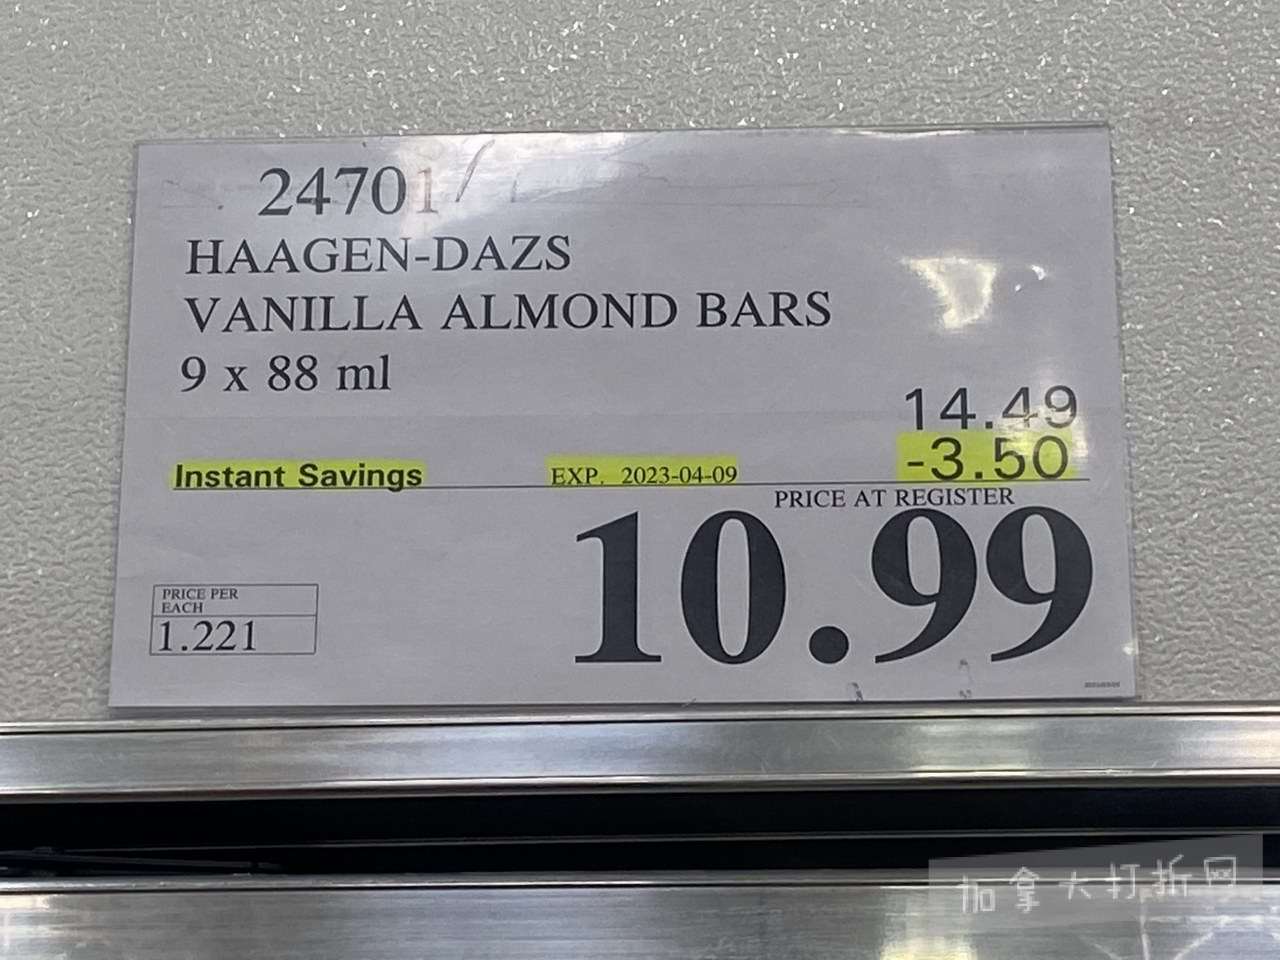 24701
HAAGEN-DAZS
VANILLA ALMOND BARS
9 x 88 ml
14.49
Instant Savings EXP. 2023-04-09 -3.50
PRICE AT REGISTER
10.99
PRICE PER
EACH
1.221
加拿大打折网